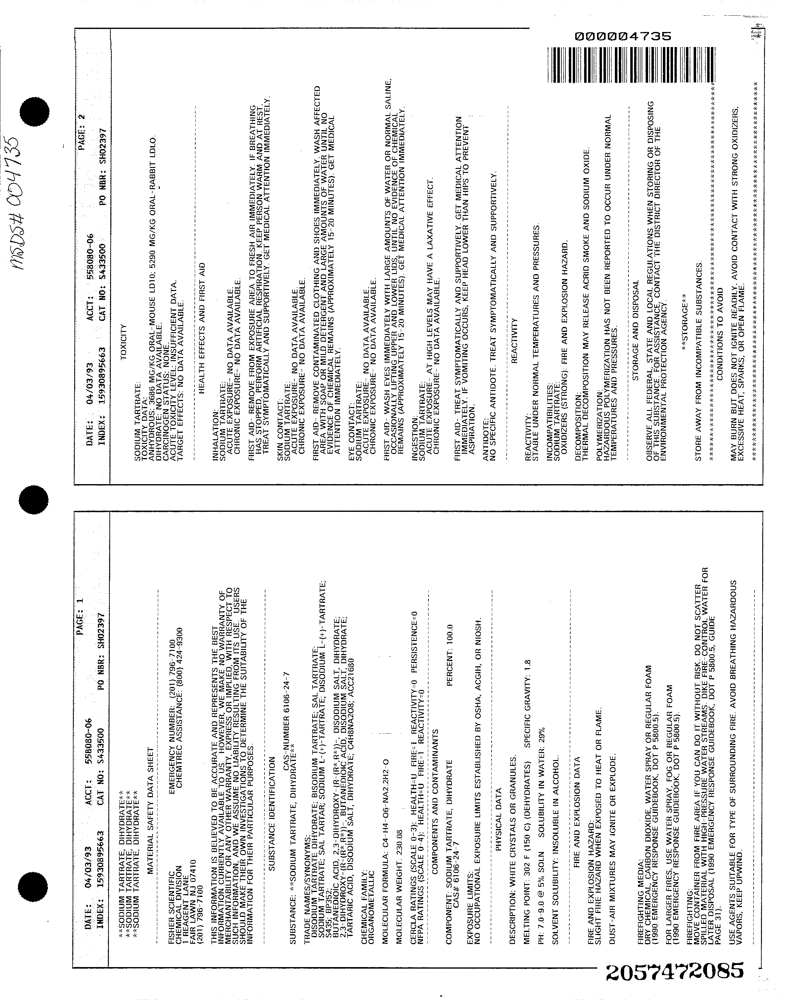 MSDS# 004735
000004735
PAGE: 1
DATE: 04/03/93 ACCT: 558080-06
INDEX: 15930895663 CAT NO: S433500 PO NBR: SH02397
**SODIUM TARTRATE, DIHYDRATE**
**SODIUM TARTRATE, DIHYDRATE**
**SODIUM TARTRATE DIHYDRATE**
MATERIAL SAFETY DATA SHEET
FISHER SCIENTIFIC EMERGENCY NUMBER: (201) 796-7100
CHEMICAL DIVISION CHEMTREC ASSISTANCE: (800) 424-9300
1 REAGENT LANE
FAIR LAWN NJ 07410
(201) 796-7100
THIS INFORMATION IS BELIEVED TO BE ACCURATE AND REPRESENTS THE BEST
INFORMATION CURRENTLY AVAILABLE TO US. HOWEVER, WE MAKE NO WARRANTY OF
MERCHANTABILITY OR ANY OTHER WARRANTY, EXPRESS OR IMPLIED, WITH RESPECT TO
SUCH INFORMATION, AND WE ASSUME NO LIABILITY RESULTING FROM ITS USE. USERS
SHOULD MAKE THEIR OWN INVESTIGATIONS TO DETERMINE THE SUITABILITY OF THE
INFORMATION FOR THEIR PARTICULAR PURPOSES.
SUBSTANCE IDENTIFICATION
CAS-NUMBER 6106-24-7
SUBSTANCE: **SODIUM TARTRATE, DIHYDRATE**
TRADE NAMES/SYNONYMS:
DISODIUM TARTRATE DIHYDRATE; BISODIUM TARTRATE; SAL TARTRATE;
SODIUM TARTRATE; SAL TARTAR; SODIUM L-(+)-TARTRATE; DISODIUM L-(+)-TARTRATE;
S435; BP352;
BUTANEDIOIC ACID, 2,3-DIHYDROXY-(R-(R*,R*))-, DISODIUM SALT, DIHYDRATE;
2,3-DIHYDROXY-(R-(R*,R*))- BUTANEDIOIC ACID, DISODIUM SALT, DIHYDRATE;
TARTARIC ACID, DISODIUM SALT, DIHYDRATE; C4H8NA2O8; ACC21680
CHEMICAL FAMILY:
ORGANOMETALLIC
MOLECULAR FORMULA: C4-H4-O6-NA2.2H2-O
MOLECULAR WEIGHT: 230.08
CERCLA RATINGS (SCALE 0-3): HEALTH=U FIRE=1 REACTIVITY=0 PERSISTENCE=0
NFPA RATINGS (SCALE 0-4): HEALTH=U FIRE=1 REACTIVITY=0
COMPONENTS AND CONTAMINANTS
COMPONENT: SODIUM TARTRATE, DIHYDRATE PERCENT: 100.0
CAS# 6106-24-7
EXPOSURE LIMITS:
NO OCCUPATIONAL EXPOSURE LIMITS ESTABLISHED BY OSHA, ACGIH, OR NIOSH.
PHYSICAL DATA
DESCRIPTION: WHITE CRYSTALS OR GRANULES.
MELTING POINT: 302 F (150 C) (DEHYDRATES) SPECIFIC GRAVITY: 1.8
PH: 7.0-9.0 @ 5% SOLN SOLUBILITY IN WATER: 29%
SOLVENT SOLUBILITY: INSOLUBLE IN ALCOHOL.
FIRE AND EXPLOSION DATA
FIRE AND EXPLOSION HAZARD:
SLIGHT FIRE HAZARD WHEN EXPOSED TO HEAT OR FLAME.
DUST-AIR MIXTURES MAY IGNITE OR EXPLODE.
FIREFIGHTING MEDIA:
DRY CHEMICAL, CARBON DIOXIDE, WATER SPRAY OR REGULAR FOAM
(1990 EMERGENCY RESPONSE GUIDEBOOK, DOT P 5800.5).
FOR LARGER FIRES, USE WATER SPRAY, FOG OR REGULAR FOAM
(1990 EMERGENCY RESPONSE GUIDEBOOK, DOT P 5800.5).
FIREFIGHTING:
MOVE CONTAINER FROM FIRE AREA IF YOU CAN DO IT WITHOUT RISK. DO NOT SCATTER
SPILLED MATERIAL WITH HIGH-PRESSURE WATER STREAMS. DIKE FIRE-CONTROL WATER FOR
LATER DISPOSAL (1990 EMERGENCY RESPONSE GUIDEBOOK, DOT P 5800.5, GUIDE
PAGE 31).
USE AGENTS SUITABLE FOR TYPE OF SURROUNDING FIRE. AVOID BREATHING HAZARDOUS
VAPORS, KEEP UPWIND.
PAGE: 2
DATE: 04/03/93 ACCT: 558080-06
INDEX: 15930895663 CAT NO: S433500 PO NBR: SH02397
TOXICITY
SODIUM TARTRATE:
TOXICITY DATA:
ANHYDROUS: 3686 MG/KG ORAL-MOUSE LD10; 5290 MG/KG ORAL-RABBIT LDLO.
DIHYDRATE: NO DATA AVAILABLE.
CARCINOGEN STATUS: NONE.
ACUTE TOXICITY LEVEL: INSUFFICIENT DATA.
TARGET EFFECTS: NO DATA AVAILABLE.
HEALTH EFFECTS AND FIRST AID
INHALATION:
SODIUM TARTRATE:
ACUTE EXPOSURE- NO DATA AVAILABLE.
CHRONIC EXPOSURE- NO DATA AVAILABLE.
FIRST AID- REMOVE FROM EXPOSURE AREA TO FRESH AIR IMMEDIATELY. IF BREATHING
HAS STOPPED, PERFORM ARTIFICIAL RESPIRATION. KEEP PERSON WARM AND AT REST.
TREAT SYMPTOMATICALLY AND SUPPORTIVELY. GET MEDICAL ATTENTION IMMEDIATELY.
SKIN CONTACT:
SODIUM TARTRATE:
ACUTE EXPOSURE- NO DATA AVAILABLE.
CHRONIC EXPOSURE- NO DATA AVAILABLE.
FIRST AID- REMOVE CONTAMINATED CLOTHING AND SHOES IMMEDIATELY. WASH AFFECTED
AREA WITH SOAP OR MILD DETERGENT AND LARGE AMOUNTS OF WATER UNTIL NO
EVIDENCE OF CHEMICAL REMAINS (APPROXIMATELY 15-20 MINUTES). GET MEDICAL
ATTENTION IMMEDIATELY.
EYE CONTACT:
SODIUM TARTRATE:
ACUTE EXPOSURE- NO DATA AVAILABLE.
CHRONIC EXPOSURE- NO DATA AVAILABLE.
FIRST AID- WASH EYES IMMEDIATELY WITH LARGE AMOUNTS OF WATER OR NORMAL SALINE,
OCCASIONALLY LIFTING UPPER AND LOWER LIDS, UNTIL NO EVIDENCE OF CHEMICAL
REMAINS (APPROXIMATELY 15-20 MINUTES). GET MEDICAL ATTENTION IMMEDIATELY.
INGESTION:
SODIUM TARTRATE:
ACUTE EXPOSURE- AT HIGH LEVELS MAY HAVE A LAXATIVE EFFECT.
CHRONIC EXPOSURE- NO DATA AVAILABLE.
FIRST AID- TREAT SYMPTOMATICALLY AND SUPPORTIVELY. GET MEDICAL ATTENTION
IMMEDIATELY. IF VOMITING OCCURS, KEEP HEAD LOWER THAN HIPS TO PREVENT
ASPIRATION.
ANTIDOTE:
NO SPECIFIC ANTIDOTE. TREAT SYMPTOMATICALLY AND SUPPORTIVELY.
REACTIVITY
REACTIVITY:
STABLE UNDER NORMAL TEMPERATURES AND PRESSURES.
INCOMPATIBILITIES:
SODIUM TARTRATE:
OXIDIZERS (STRONG): FIRE AND EXPLOSION HAZARD.
DECOMPOSITION:
THERMAL DECOMPOSITION MAY RELEASE ACRID SMOKE AND SODIUM OXIDE.
POLYMERIZATION:
HAZARDOUS POLYMERIZATION HAS NOT BEEN REPORTED TO OCCUR UNDER NORMAL
TEMPERATURES AND PRESSURES.
STORAGE AND DISPOSAL
OBSERVE ALL FEDERAL, STATE AND LOCAL REGULATIONS WHEN STORING OR DISPOSING
OF THIS SUBSTANCE. FOR ASSISTANCE, CONTACT THE DISTRICT DIRECTOR OF THE
ENVIRONMENTAL PROTECTION AGENCY.
**STORAGE**
STORE AWAY FROM INCOMPATIBLE SUBSTANCES.
CONDITIONS TO AVOID
MAY BURN BUT DOES NOT IGNITE READILY. AVOID CONTACT WITH STRONG OXIDIZERS,
EXCESSIVE HEAT, SPARKS, OR OPEN FLAME.
2057472085